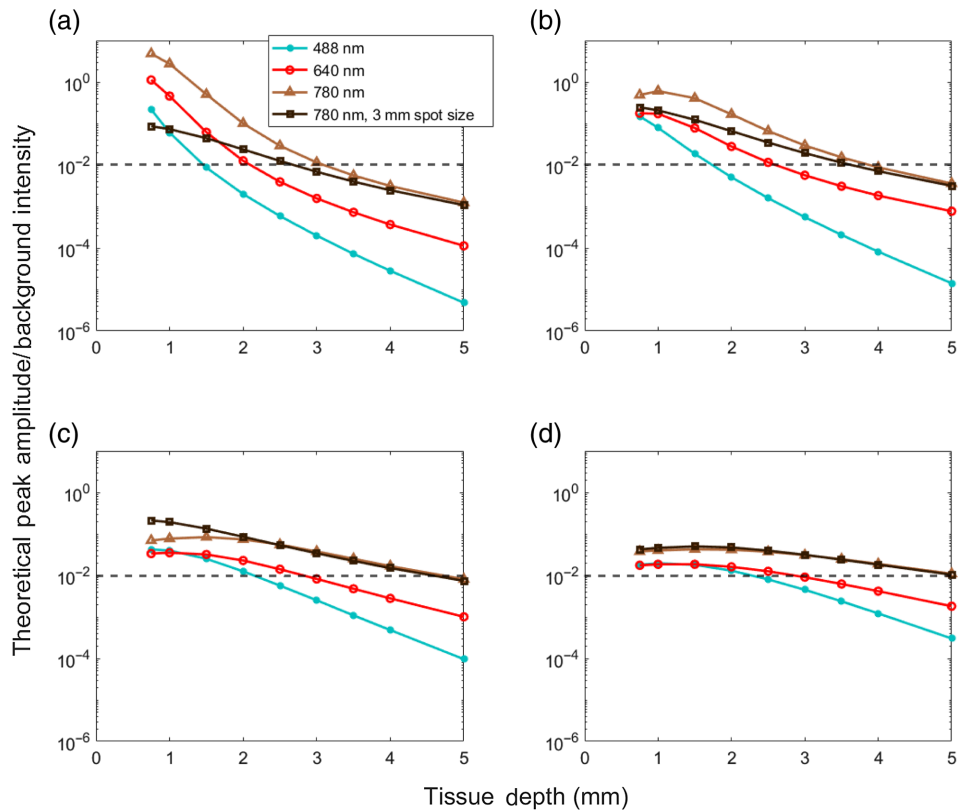 (a)
(b)
488 nm
640 nm
780 nm
780 nm, 3 mm spot size
10^0
10^-2
10^-4
10^-6
0 1 2 3 4 5
10^0
10^-2
10^-4
10^-6
0 1 2 3 4 5
Theoretical peak amplitude/background intensity
(c)
(d)
10^0
10^-2
10^-4
10^-6
0 1 2 3 4 5
10^0
10^-2
10^-4
10^-6
0 1 2 3 4 5
Tissue depth (mm)